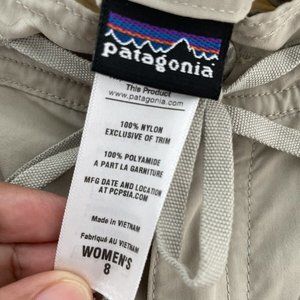 patagonia
This Product
www.patagonia.com
100% NYLON
EXCLUSIVE OF TRIM
100% POLYAMIDE
A PART LA GARNITURE
MFG DATE AND LOCATION
AT PCPSIA.COM
Made in VIETNAM
Fabriqué AU VIETNAM
WOMEN'S
8